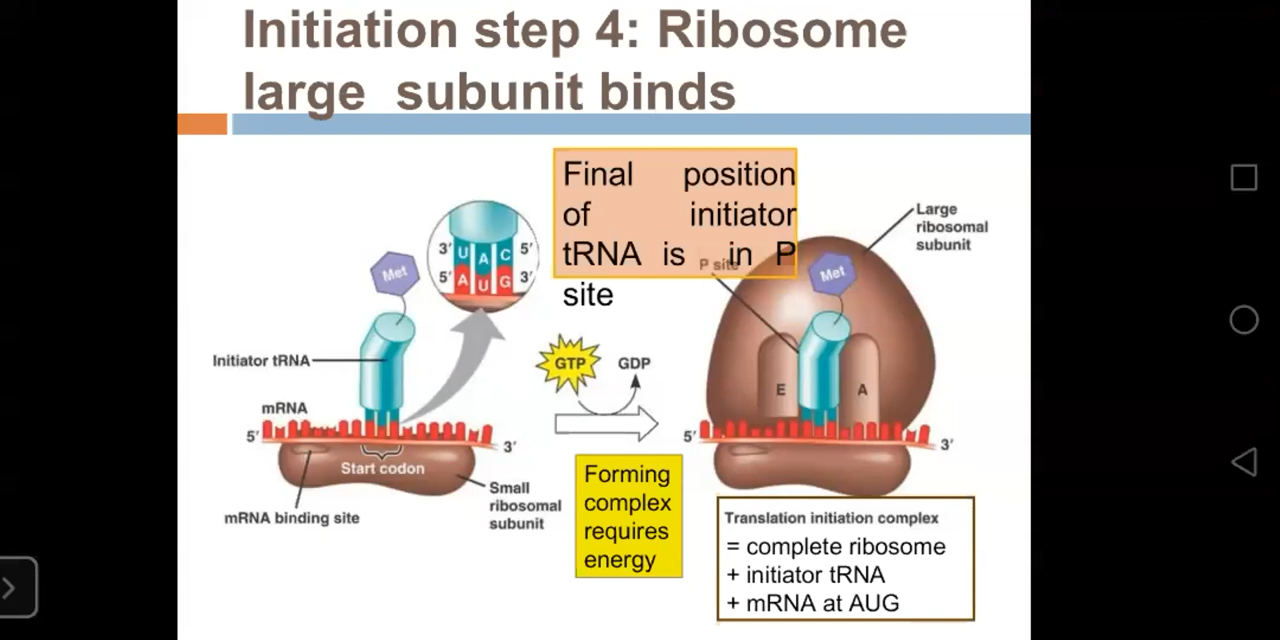 Initiation step 4: Ribosome
large subunit binds
Final position
of initiator
tRNA is in P
site
P site
Large
ribosomal
subunit
3' U A C 5'
5' A U G 3'
Met
Met
Initiator tRNA
GTP
GDP
E
A
mRNA
5'
3'
5'
3'
Start codon
mRNA binding site
Small
ribosomal
subunit
Forming
complex
requires
energy
Translation initiation complex
= complete ribosome
+ initiator tRNA
+ mRNA at AUG